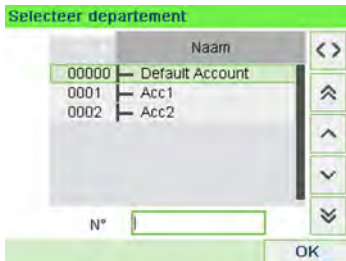 Selecteer departement
Naam
00000 Default Account
0001 Acc1
0002 Acc2
N°
OK